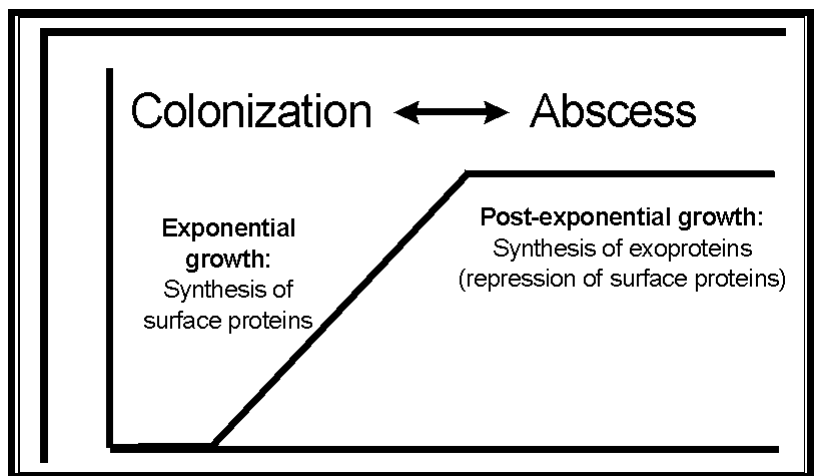 Colonization Abscess
Exponential
growth:
Synthesis of
surface proteins
Post-exponential growth:
Synthesis of exoproteins
(repression of surface proteins)